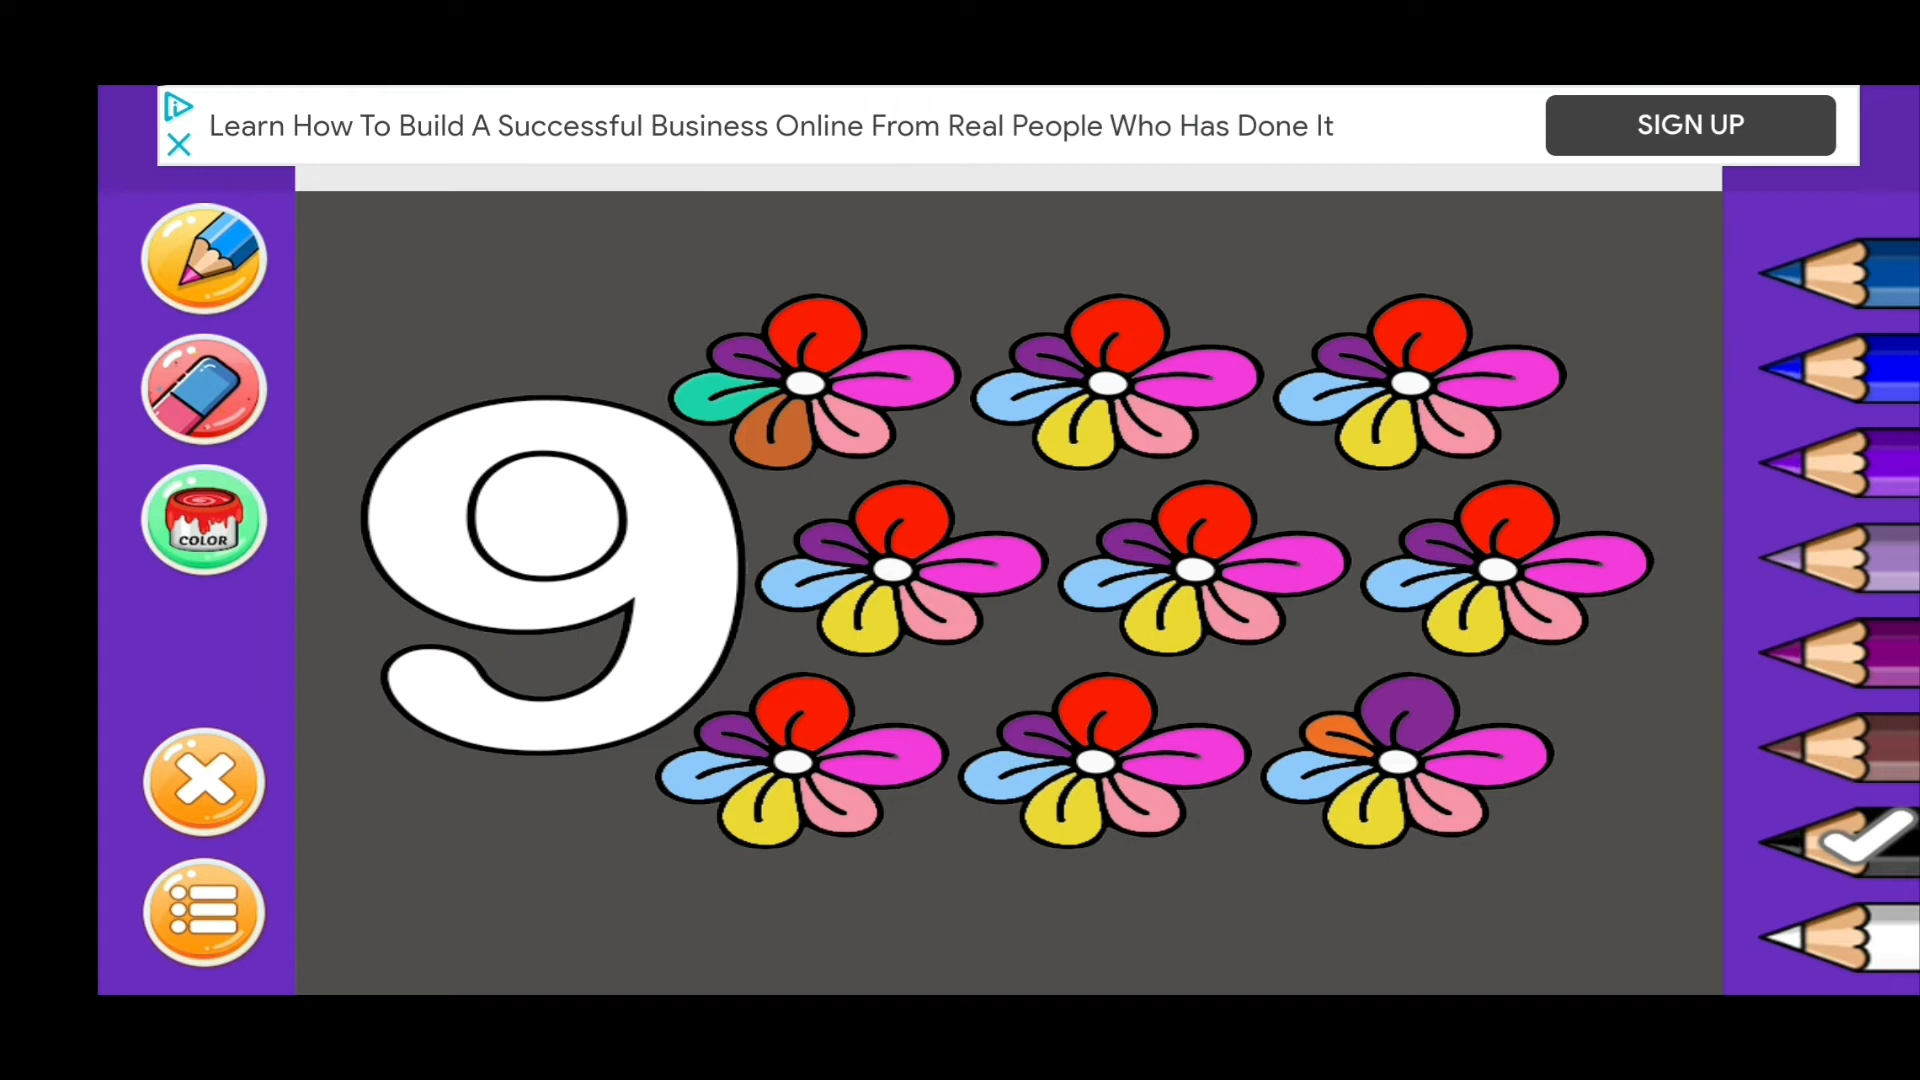 Learn How To Build A Successful Business Online From Real People Who Has Done It
SIGN UP
COLOR
9